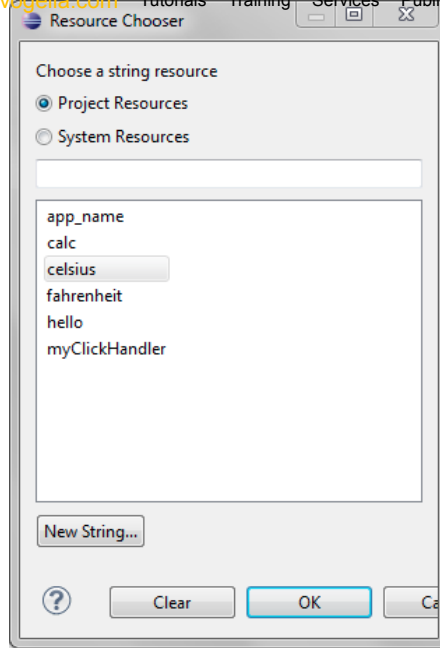 vogella.com Tutorials Training Services
Resource Chooser
Choose a string resource
Project Resources
System Resources
app_name
calc
celsius
fahrenheit
hello
myClickHandler
New String...
? Clear OK